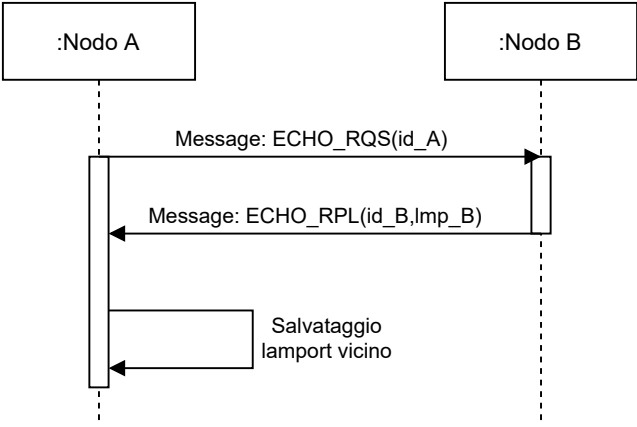 :Nodo A
:Nodo B
Message: ECHO_RQS(id_A)
Message: ECHO_RPL(id_B,lmp_B)
Salvataggio
lamport vicino